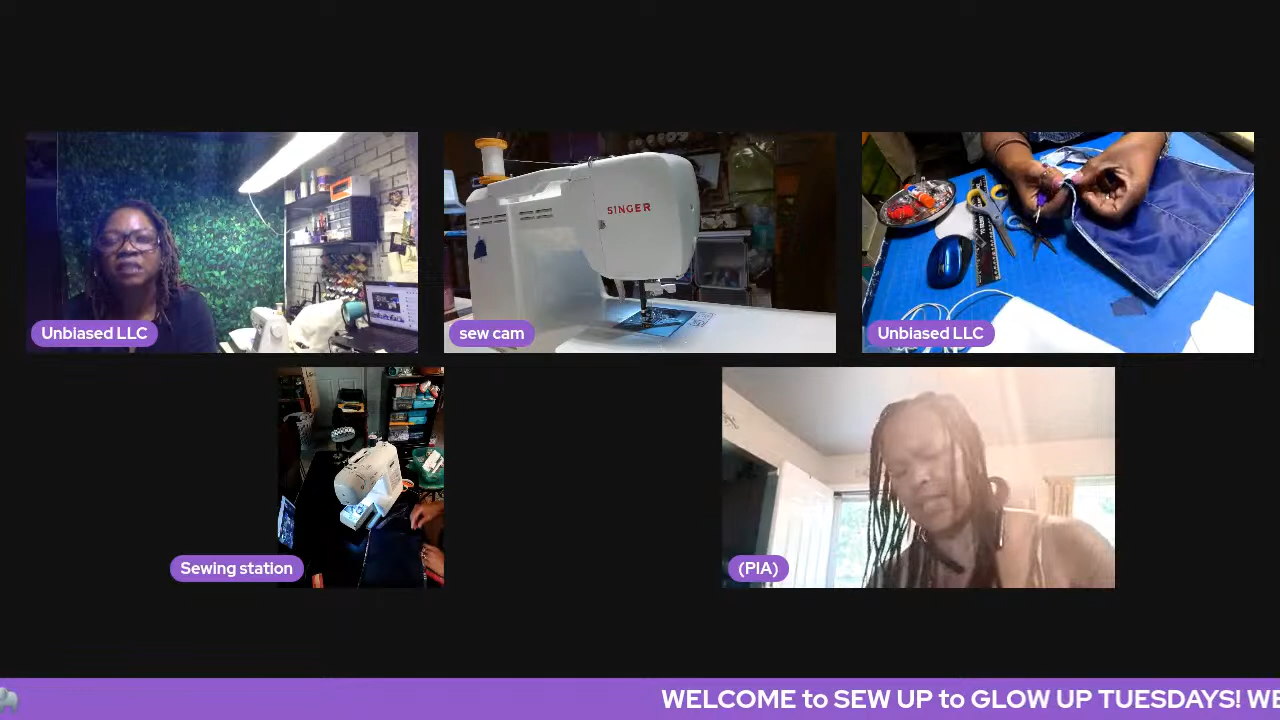 SINGER
Unbiased LLC
sew cam
Unbiased LLC
Sewing station
(PIA)
WELCOME to SEW UP to GLOW UP TUESDAYS! WE